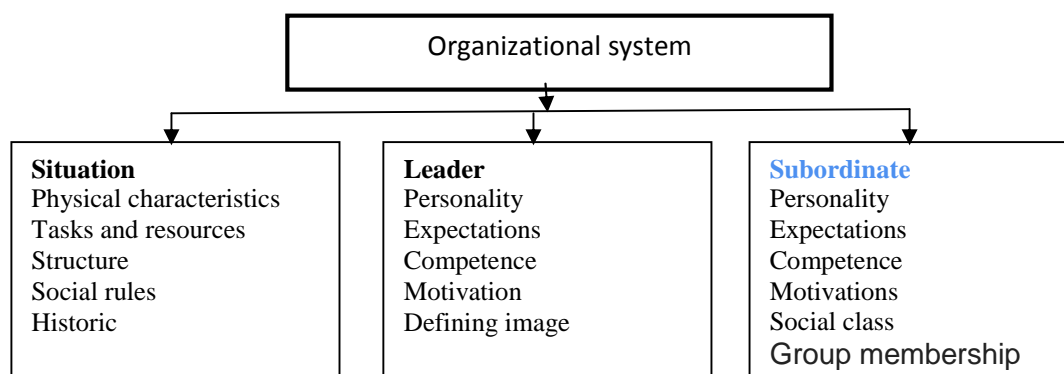 Organizational system
Situation
Physical characteristics
Tasks and resources
Structure
Social rules
Historic
Leader
Personality
Expectations
Competence
Motivation
Defining image
Subordinate
Personality
Expectations
Competence
Motivations
Social class
Group membership